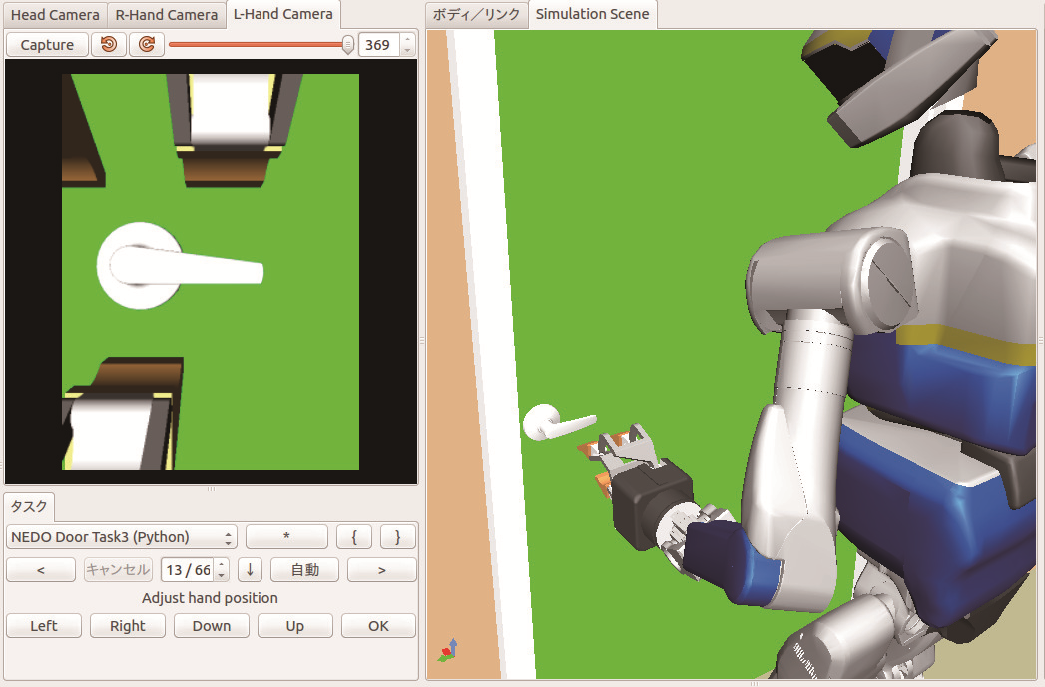 Head Camera R-Hand Camera L-Hand Camera
Capture 369
タスク
NEDO Door Task3 (Python) * { }
< キャンセル 13 / 66 ↓ 自動 >
Adjust hand position
Left Right Down Up OK
ボディ／リンク Simulation Scene